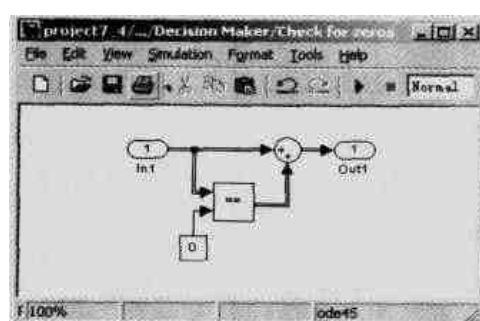 project7_4/.../Decision Maker/Check for zeros
File Edit View Simulation Format Tools Help
Normal
1
In1
1
Out1
==
0
100%
ode45